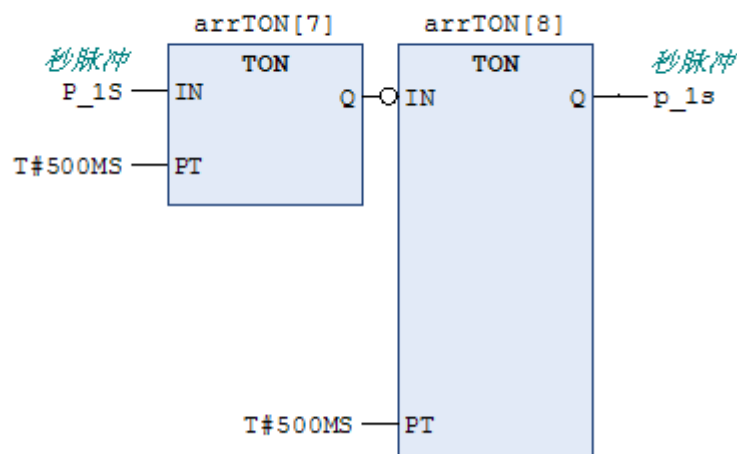 arrTON[7]
arrTON[8]
秒脉冲
TON
TON
秒脉冲
P_1S
IN
Q
IN
Q
p_1s
T#500MS
PT
T#500MS
PT